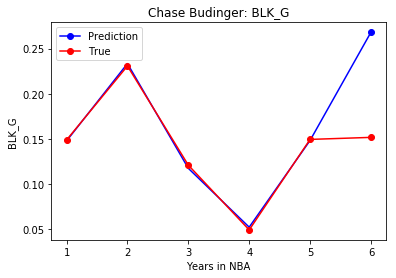 Chase Budinger: BLK_G
Prediction
True
BLK_G
0.25
0.20
0.15
0.10
0.05
1 2 3 4 5 6
Years in NBA